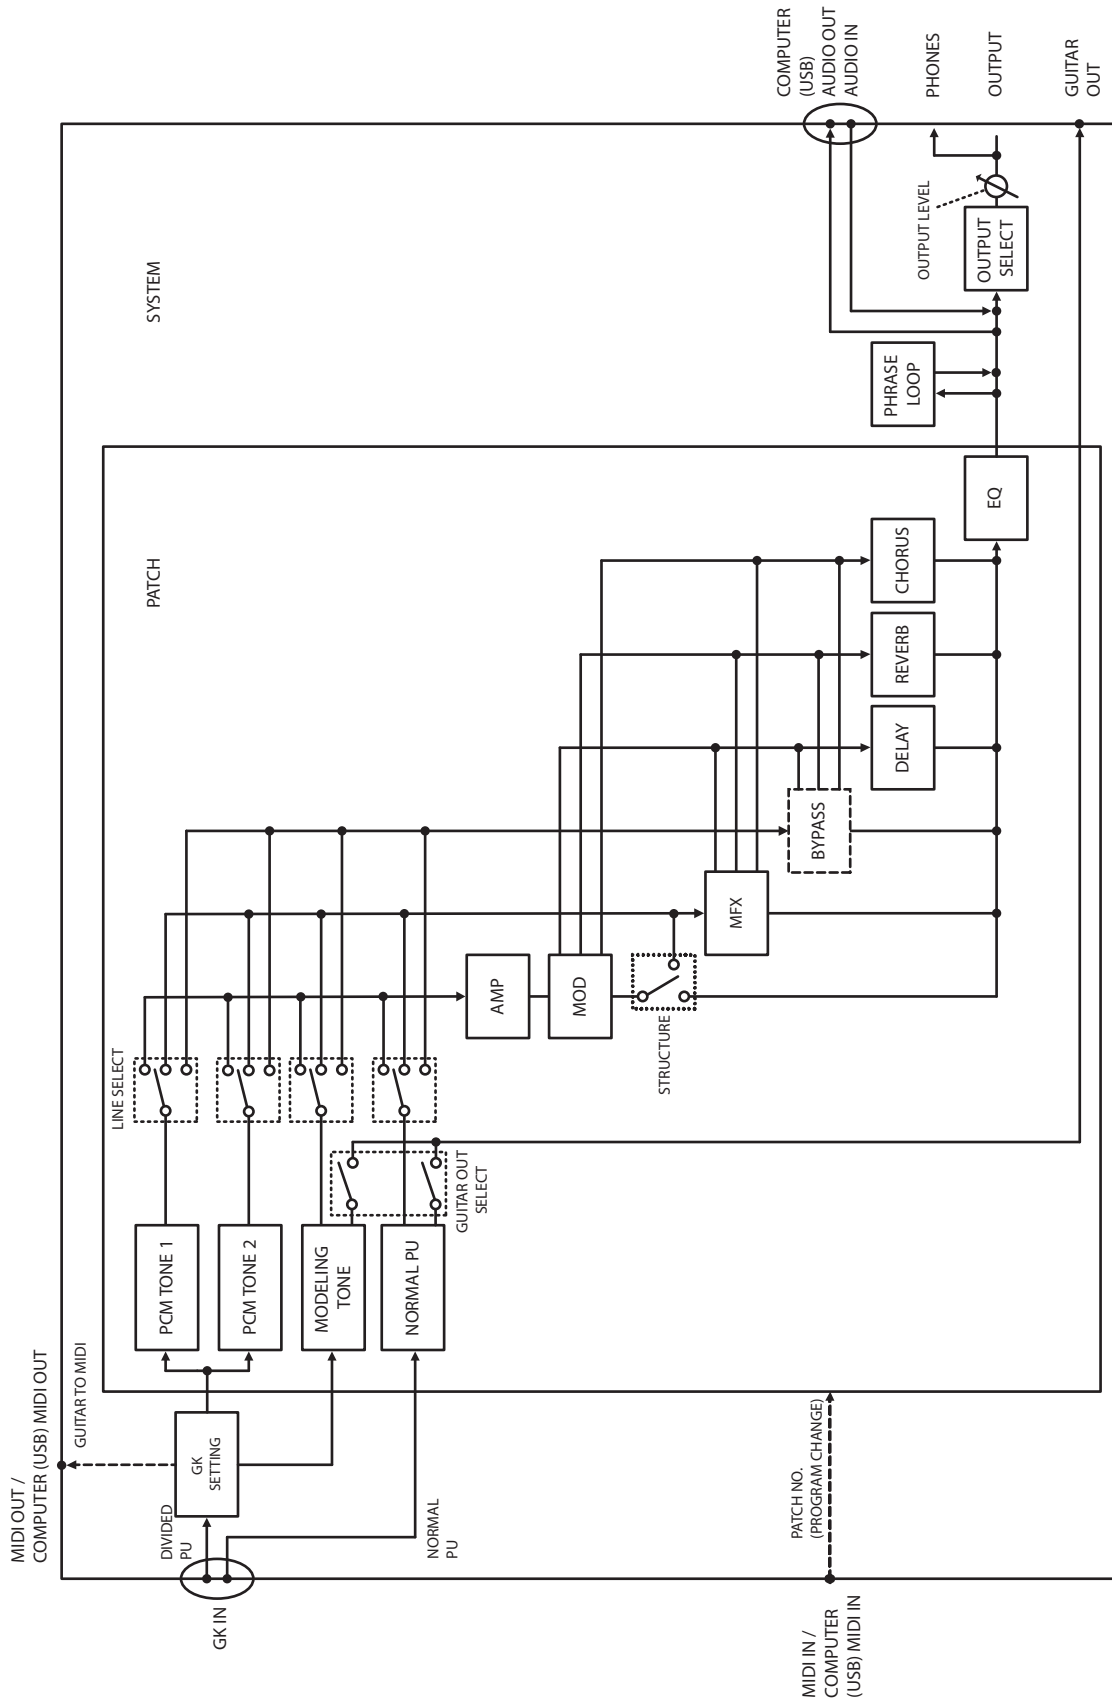 MIDI OUT /
COMPUTER (USB) MIDI OUT
GUITAR TO MIDI
GK IN
DIVIDED
PU
NORMAL
PU
GK
SETTING
MIDI IN /
COMPUTER
(USB) MIDI IN
PATCH NO.
(PROGRAM CHANGE)
PCM TONE 1
PCM TONE 2
MODELING
TONE
NORMAL PU
GUITAR OUT
SELECT
LINE SELECT
AMP
MOD
STRUCTURE
MFX
BYPASS
DELAY
REVERB
CHORUS
EQ
PATCH
SYSTEM
PHRASE
LOOP
OUTPUT
SELECT
OUTPUT LEVEL
COMPUTER
(USB)
AUDIO OUT
AUDIO IN
PHONES
OUTPUT
GUITAR
OUT